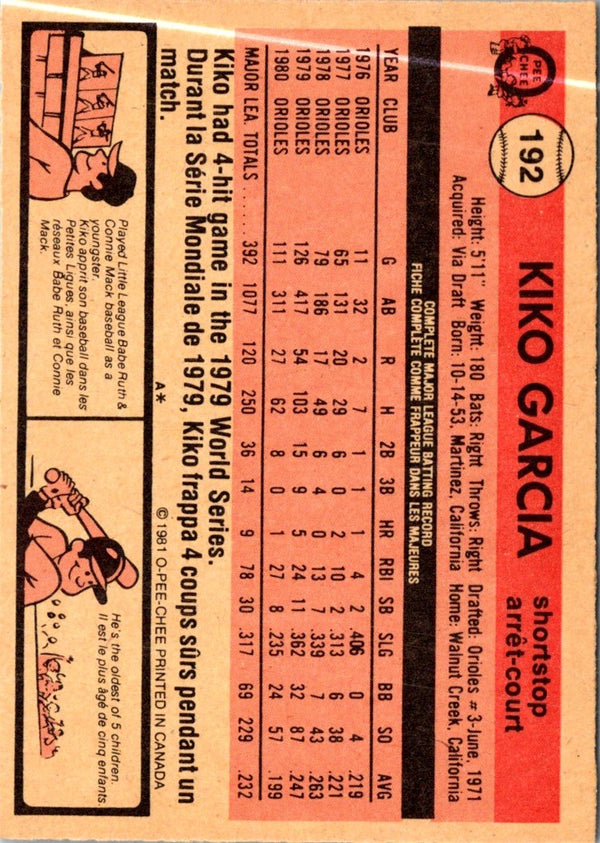 O
PEE
CHEE
192
KIKO GARCIA
shortstop
arrêt-court
Height: 5'11" Weight: 180 Bats: Right Throws: Right Drafted: Orioles #3-June, 1971
Acquired: Via Draft Born: 10-14-53, Martinez, California Home: Walnut Creek, California
COMPLETE MAJOR LEAGUE BATTING RECORD
FICHE COMPLÈTE COMME FRAPPEUR DANS LES MAJEURES
YEAR CLUB G AB R H 2B 3B HR RBI SB SLG BB SO AVG
1976 ORIOLES 11 32 2 7 1 1 1 4 2 .406 0 4 .219
1977 ORIOLES 65 131 20 29 6 0 2 10 2 .313 6 38 .221
1978 ORIOLES 79 186 17 49 6 4 0 13 7 .339 7 43 .263
1979 ORIOLES 126 417 54 103 15 9 5 24 11 .362 32 87 .247
1980 ORIOLES 111 311 27 62 8 0 1 27 8 .235 24 57 .199
MAJOR LEA. TOTALS ...... 392 1077 120 250 36 14 9 78 30 .317 69 229 .232
Kiko had 4-hit game in the 1979 World Series.
Durant la Série Mondiale de 1979, Kiko frappa 4 coups sûrs pendant un
match.
A* © 1981 O-PEE-CHEE PRINTED IN CANADA
Played Little League Babe Ruth &
Connie Mack baseball as a
youngster.
Kiko apprit son baseball dans les
Petites Ligues, ainsi que les
réseaux Babe Ruth et Connie
Mack.
He's the oldest of 5 children.
Il est le plus âgé de cinq enfants.